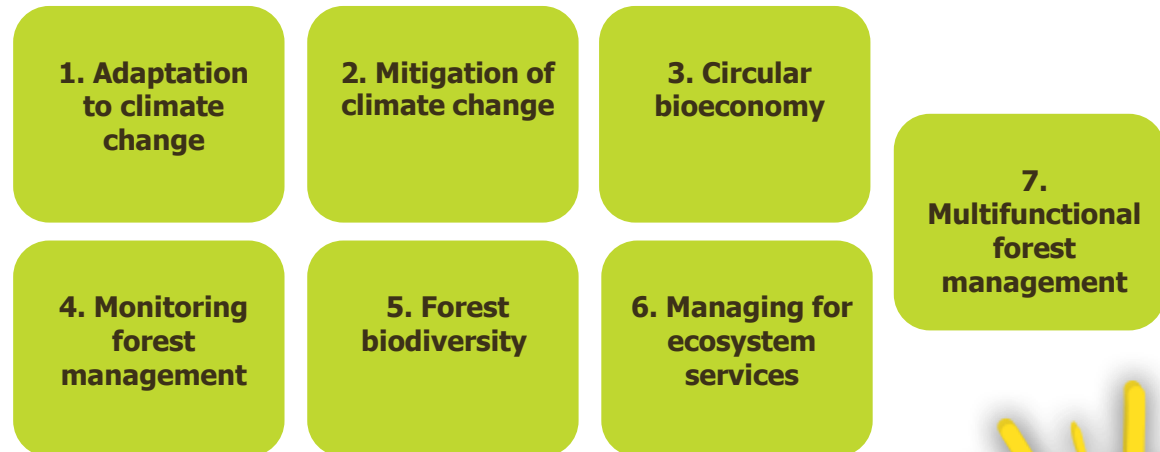 1. Adaptation
to climate
change
2. Mitigation of
climate change
3. Circular
bioeconomy
7.
Multifunctional
forest
management
4. Monitoring
forest
management
5. Forest
biodiversity
6. Managing for
ecosystem
services